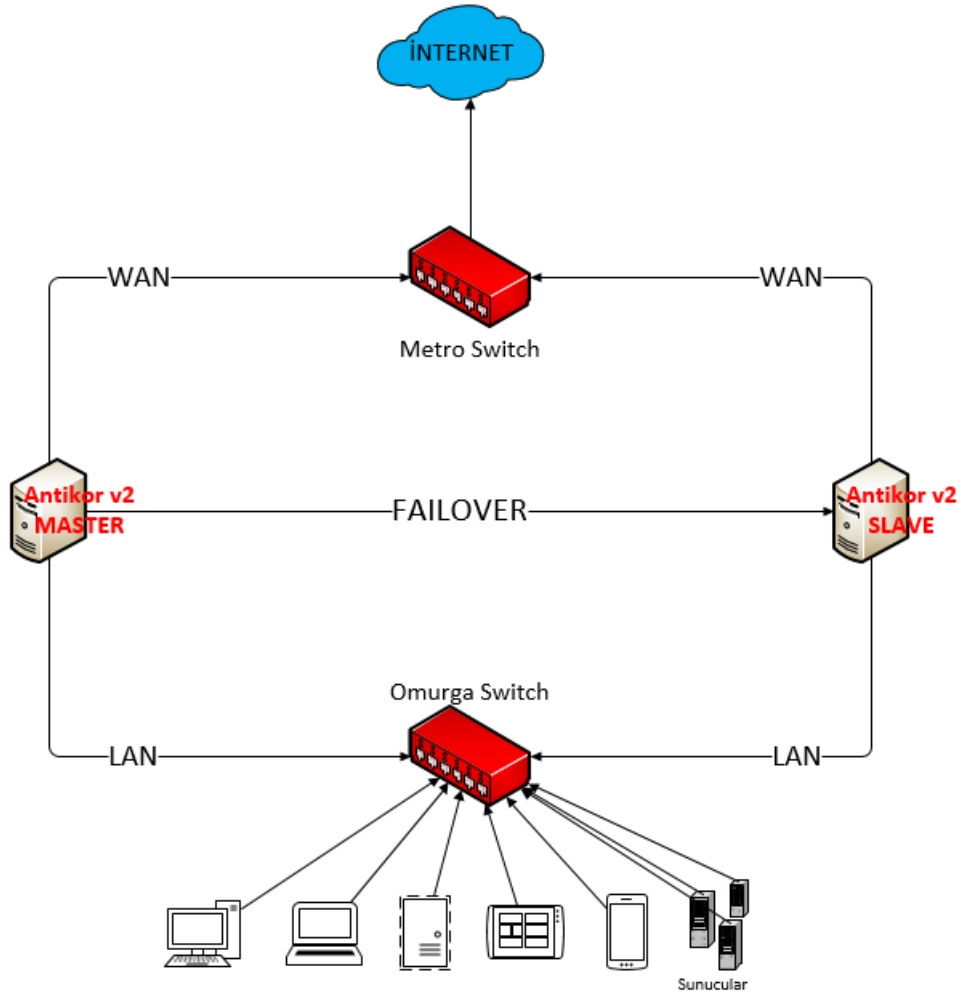 İNTERNET
WAN
WAN
Metro Switch
Antikor v2
MASTER
FAILOVER
Antikor v2
SLAVE
Omurga Switch
LAN
LAN
Sunucular